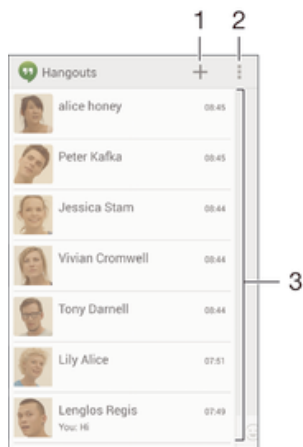 1 2
Hangouts
alice honey 08:45
Peter Kafka 08:45
Jessica Stam 08:44
Vivian Cromwell 08:44
3
Tony Darnell 08:44
Lily Alice 07:51
Lenglos Regis 07:49
You: Hi